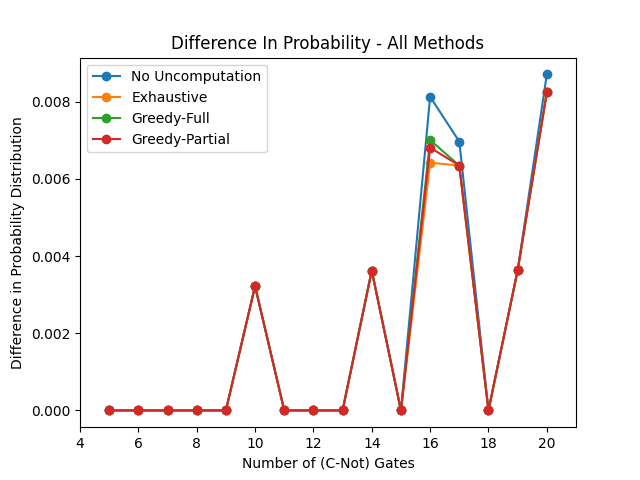 Difference In Probability - All Methods
No Uncomputation
Exhaustive
Greedy-Full
Greedy-Partial
Difference in Probability Distribution
0.008
0.006
0.004
0.002
0.000
4 6 8 10 12 14 16 18 20
Number of (C-Not) Gates